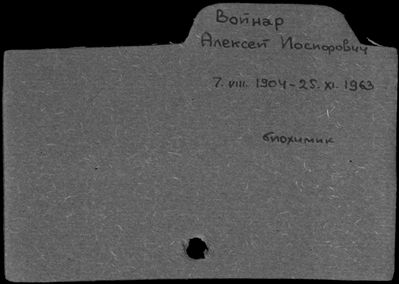 Войнар
Алексей Иосифович
7. VIII. 1904 - 25. XI. 1963
биохимик